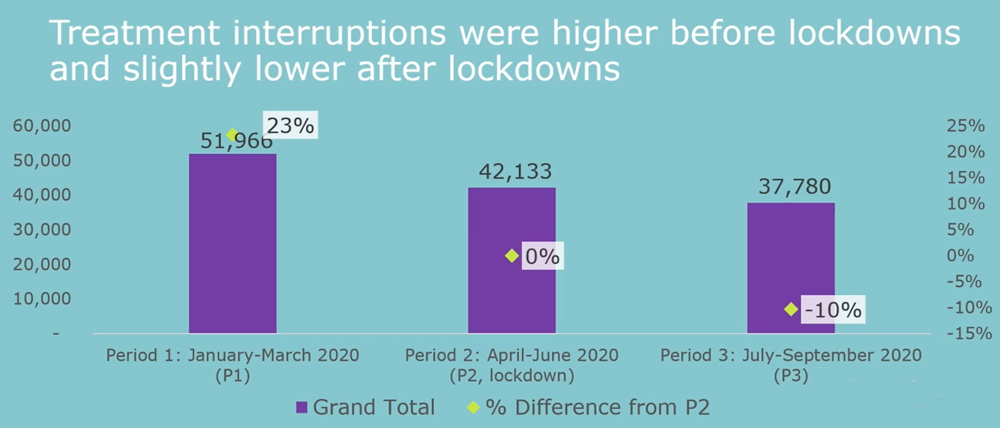 Treatment interruptions were higher before lockdowns
and slightly lower after lockdowns
60,000
50,000
40,000
30,000
20,000
10,000
-
51,966
23%
42,133
0%
37,780
-10%
25%
20%
15%
10%
5%
0%
-5%
-10%
-15%
Period 1: January-March 2020
(P1)
Period 2: April-June 2020
(P2, lockdown)
Period 3: July-September 2020
(P3)
Grand Total
% Difference from P2